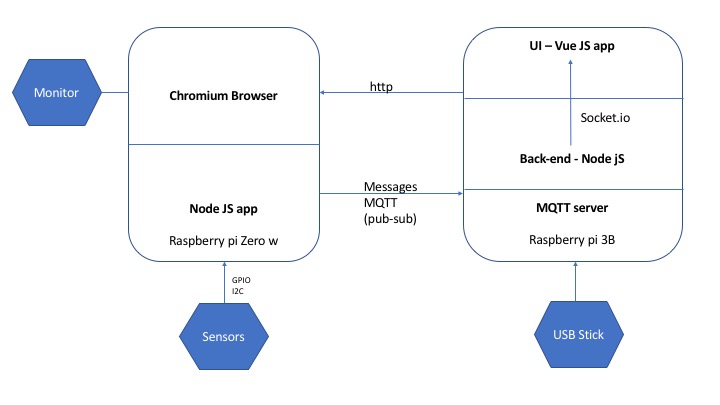 Monitor
Chromium Browser
Node JS app
Raspberry pi Zero w
GPIO
I2C
Sensors
http
Messages
MQTT
(pub-sub)
UI – Vue JS app
Socket.io
Back-end - Node jS
MQTT server
Raspberry pi 3B
USB Stick